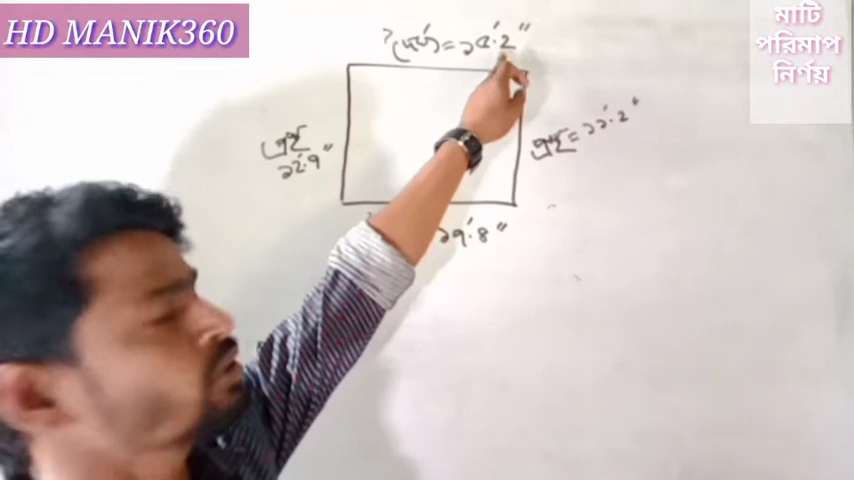 HD MANIK360
মাটি
পরিমাপ
নির্ণয়
দৈর্ঘ্য = ১৫'.২"
প্রস্থ
১২'.৭"
প্রস্থ = ১১'.২"
১৭'.৪"